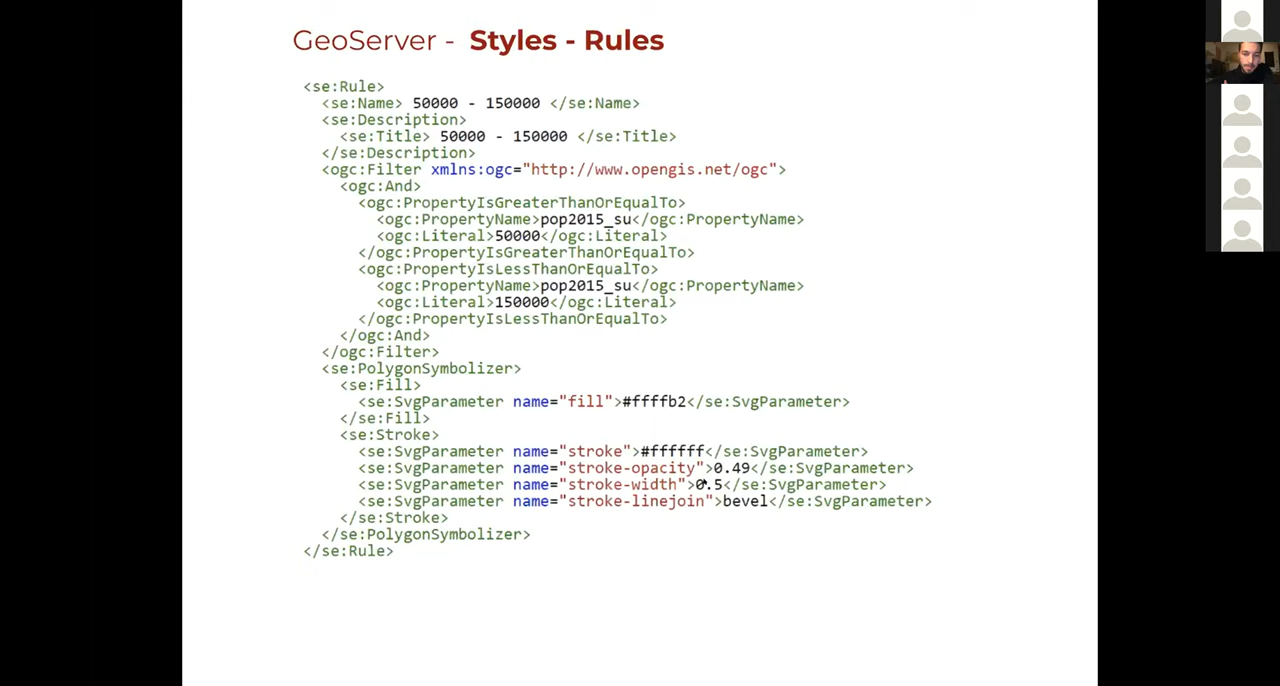 GeoServer - Styles - Rules
<se:Rule>
<se:Name> 50000 - 150000 </se:Name>
<se:Description>
<se:Title> 50000 - 150000 </se:Title>
</se:Description>
<ogc:Filter xmlns:ogc="http://www.opengis.net/ogc">
<ogc:And>
<ogc:PropertyIsGreaterThanOrEqualTo>
<ogc:PropertyName>pop2015_su</ogc:PropertyName>
<ogc:Literal>50000</ogc:Literal>
</ogc:PropertyIsGreaterThanOrEqualTo>
<ogc:PropertyIsLessThanOrEqualTo>
<ogc:PropertyName>pop2015_su</ogc:PropertyName>
<ogc:Literal>150000</ogc:Literal>
</ogc:PropertyIsLessThanOrEqualTo>
</ogc:And>
</ogc:Filter>
<se:PolygonSymbolizer>
<se:Fill>
<se:SvgParameter name="fill">#ffffb2</se:SvgParameter>
</se:Fill>
<se:Stroke>
<se:SvgParameter name="stroke">#ffffff</se:SvgParameter>
<se:SvgParameter name="stroke-opacity">0.49</se:SvgParameter>
<se:SvgParameter name="stroke-width">0.5</se:SvgParameter>
<se:SvgParameter name="stroke-linejoin">bevel</se:SvgParameter>
</se:Stroke>
</se:PolygonSymbolizer>
</se:Rule>